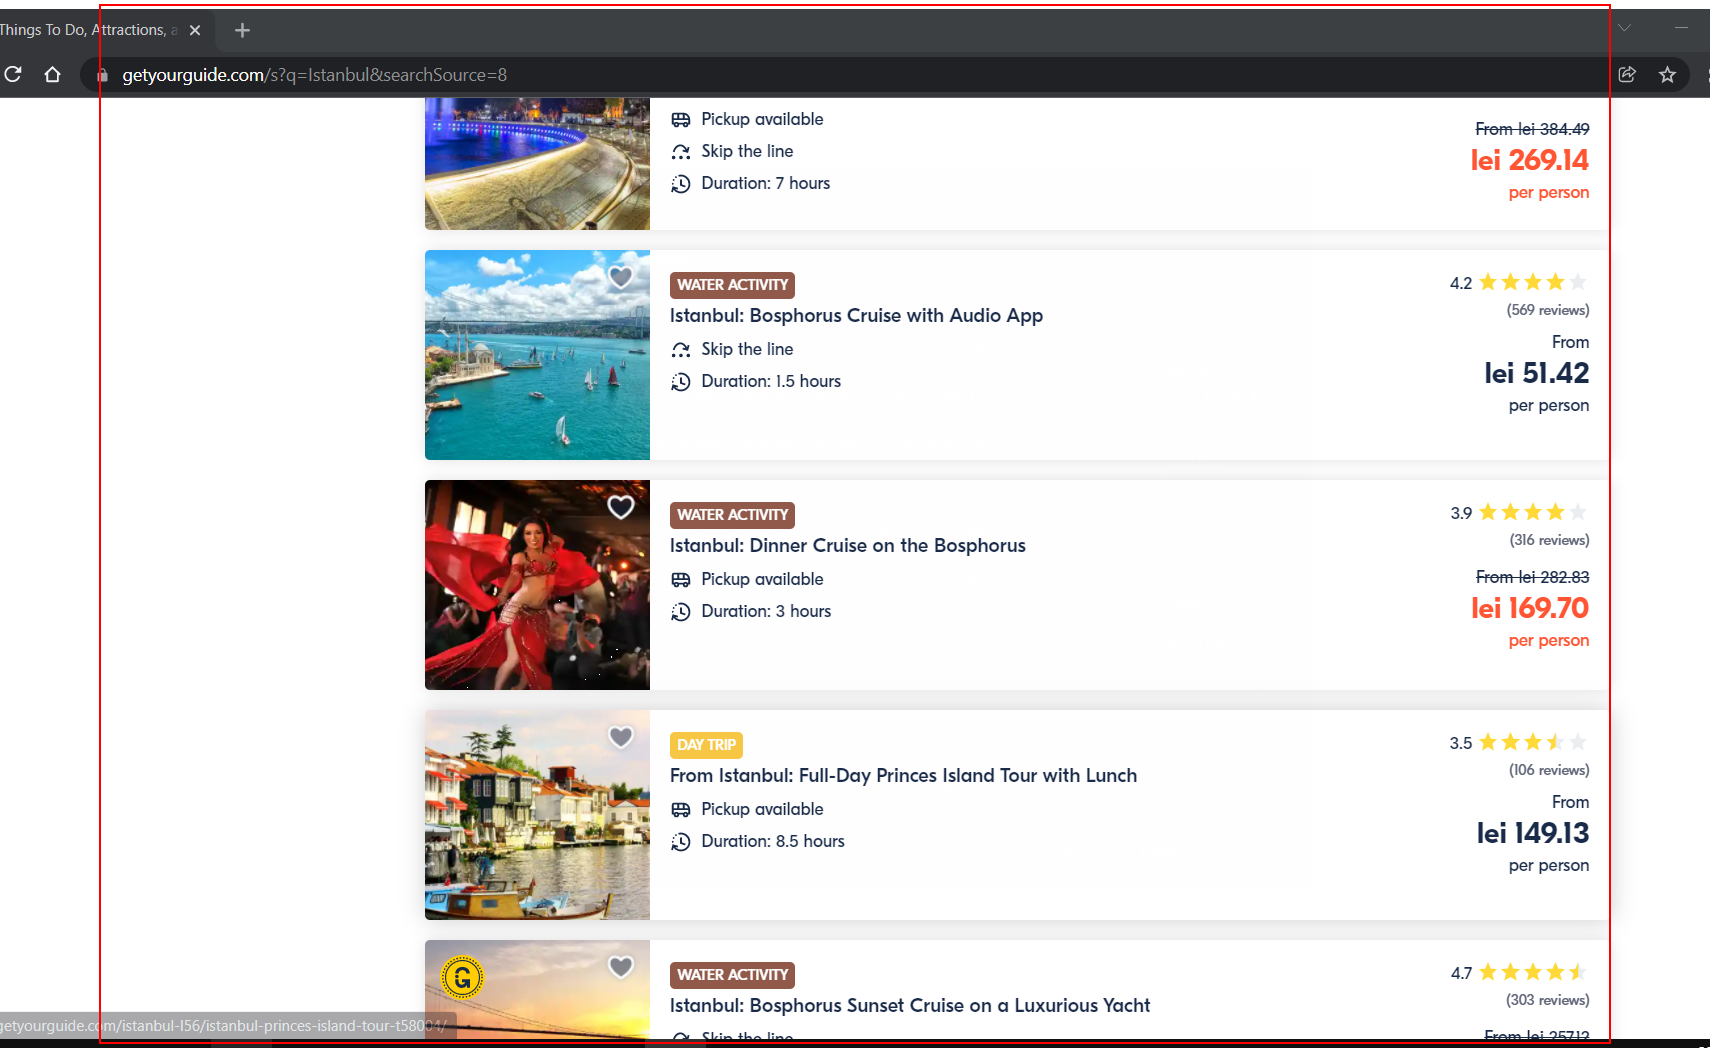 Things To Do, Attractions, a
getyourguide.com/s?q=Istanbul&searchSource=8
Pickup available
Skip the line
Duration: 7 hours
From lei 384.49
lei 269.14
per person
WATER ACTIVITY
Istanbul: Bosphorus Cruise with Audio App
Skip the line
Duration: 1.5 hours
4.2
(569 reviews)
From
lei 51.42
per person
WATER ACTIVITY
Istanbul: Dinner Cruise on the Bosphorus
Pickup available
Duration: 3 hours
3.9
(316 reviews)
From lei 282.83
lei 169.70
per person
DAY TRIP
From Istanbul: Full-Day Princes Island Tour with Lunch
Pickup available
Duration: 8.5 hours
3.5
(106 reviews)
From
lei 149.13
per person
G
WATER ACTIVITY
Istanbul: Bosphorus Sunset Cruise on a Luxurious Yacht
Skip the line
4.7
(303 reviews)
From lei 257.12
getyourguide.com/istanbul-l56/istanbul-princes-island-tour-t58004/